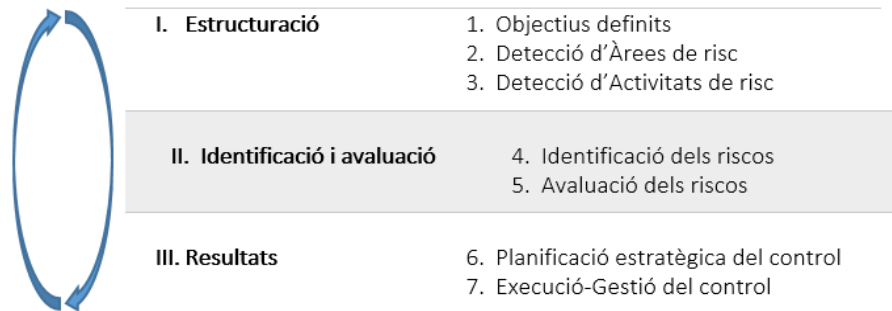 I. Estructuració 1. Objectius definits
2. Detecció d'Àrees de risc
3. Detecció d'Activitats de risc
II. Identificació i avaluació 4. Identificació dels riscos
5. Avaluació dels riscos
III. Resultats 6. Planificació estratègica del control
7. Execució-Gestió del control